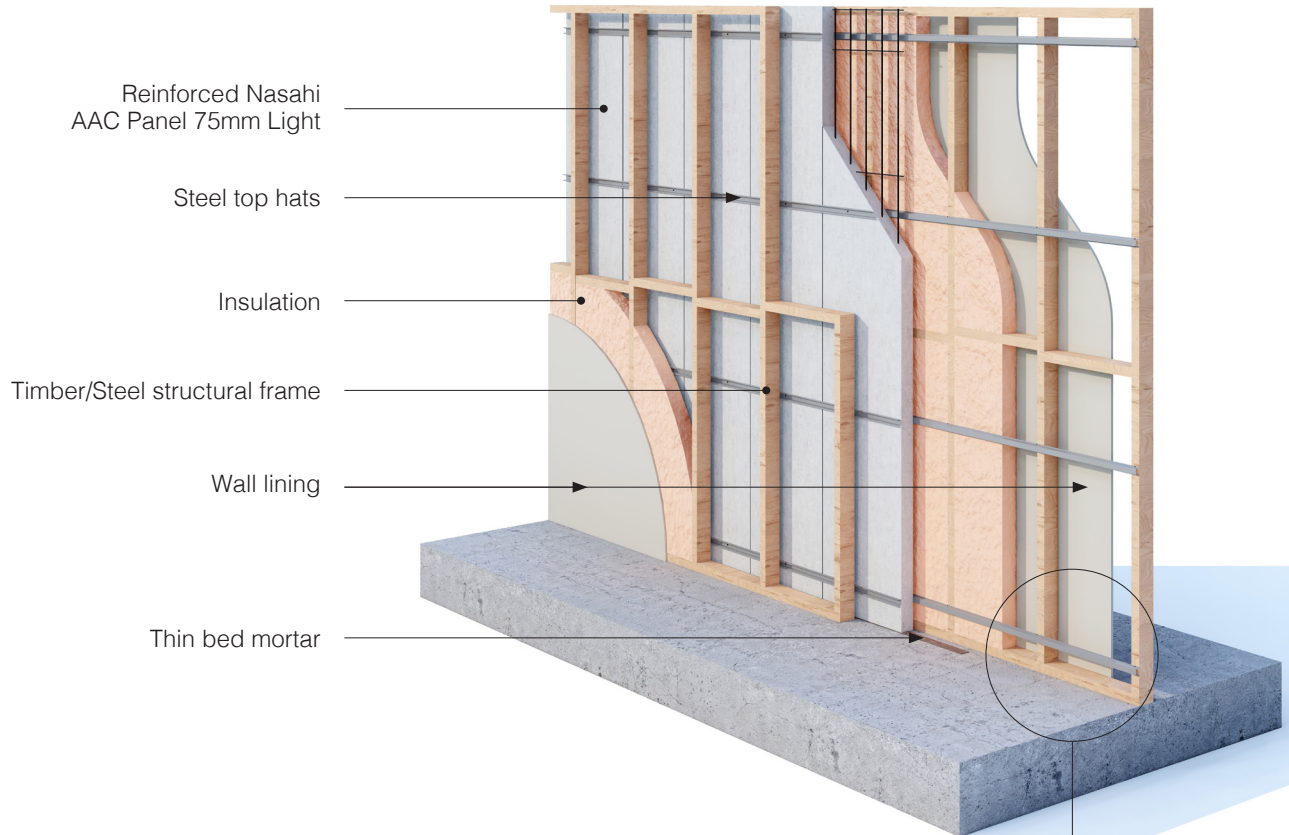 Reinforced Nasahi
AAC Panel 75mm Light
Steel top hats
Insulation
Timber/Steel structural frame
Wall lining
Thin bed mortar